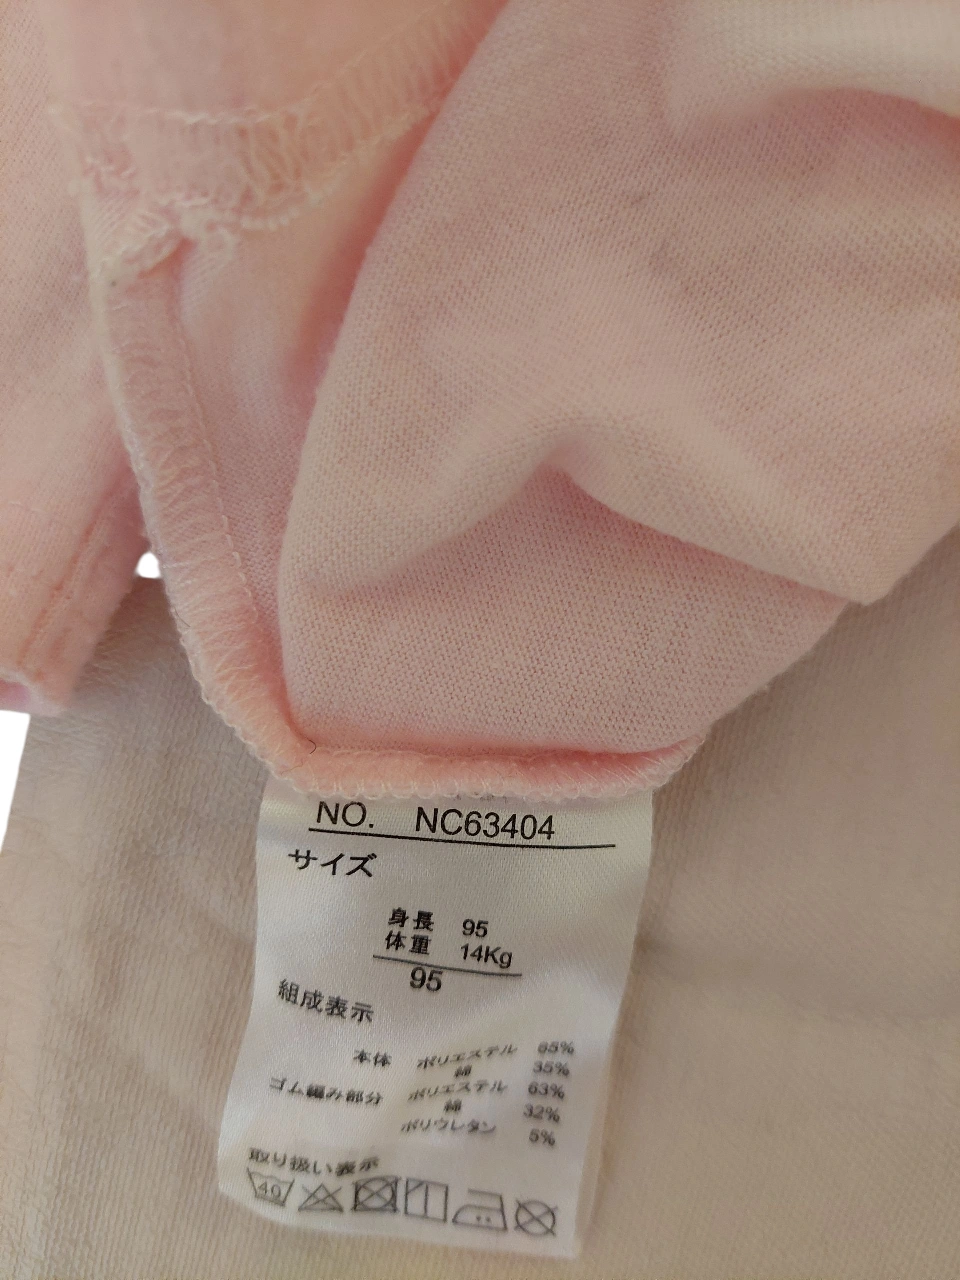 NO. NC63404
サイズ
身長 95
体重 14Kg
95
組成表示
本体 ポリエステル 65%
綿 35%
ゴム編み部分 ポリエステル 63%
綿 32%
ポリウレタン 5%
取り扱い表示
40